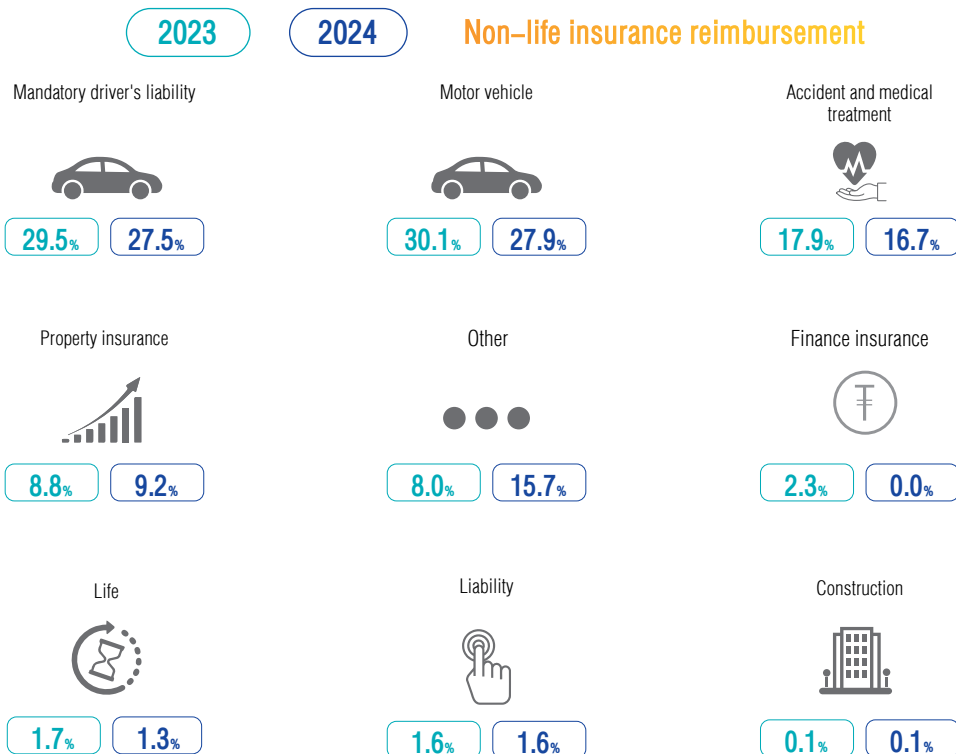 2023 2024 Non–life insurance reimbursement
Mandatory driver's liability
29.5% 27.5%
Motor vehicle
30.1% 27.9%
Accident and medical
treatment
17.9% 16.7%
Property insurance
8.8% 9.2%
Other
8.0% 15.7%
Finance insurance
₮
2.3% 0.0%
Life
1.7% 1.3%
Liability
1.6% 1.6%
Construction
0.1% 0.1%